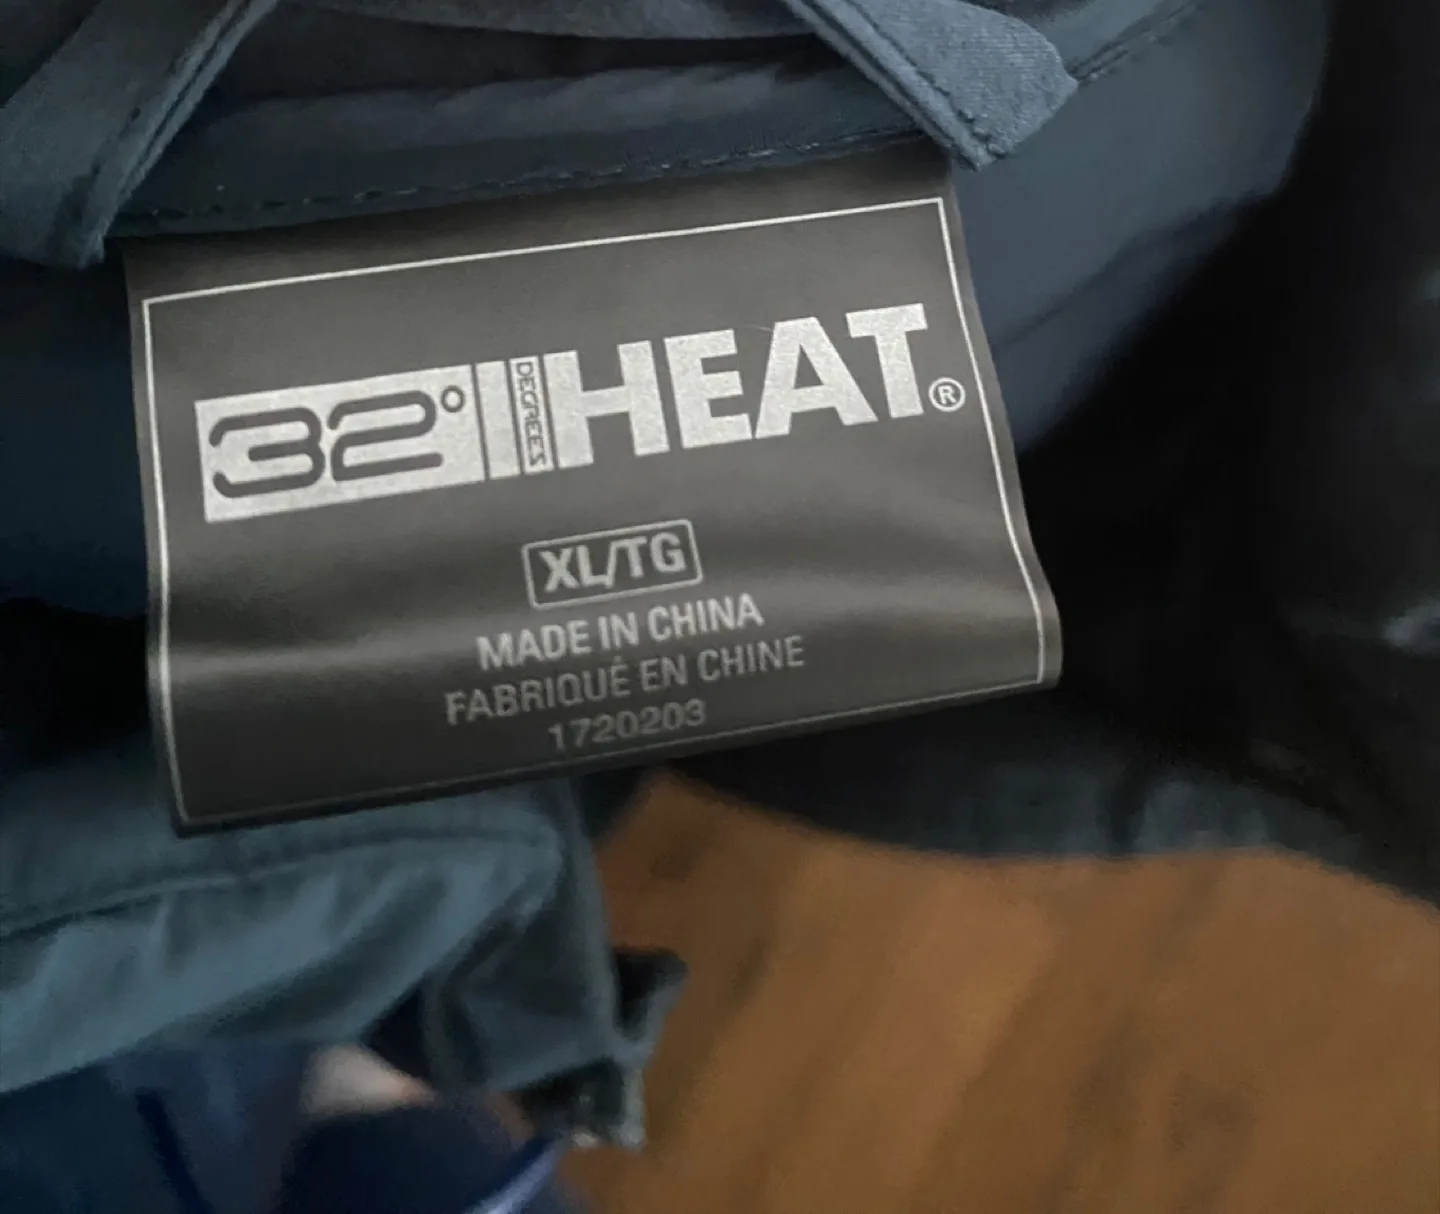 32° DEGREES HEAT®
XL/TG
MADE IN CHINA
FABRIQUÉ EN CHINE
1720203